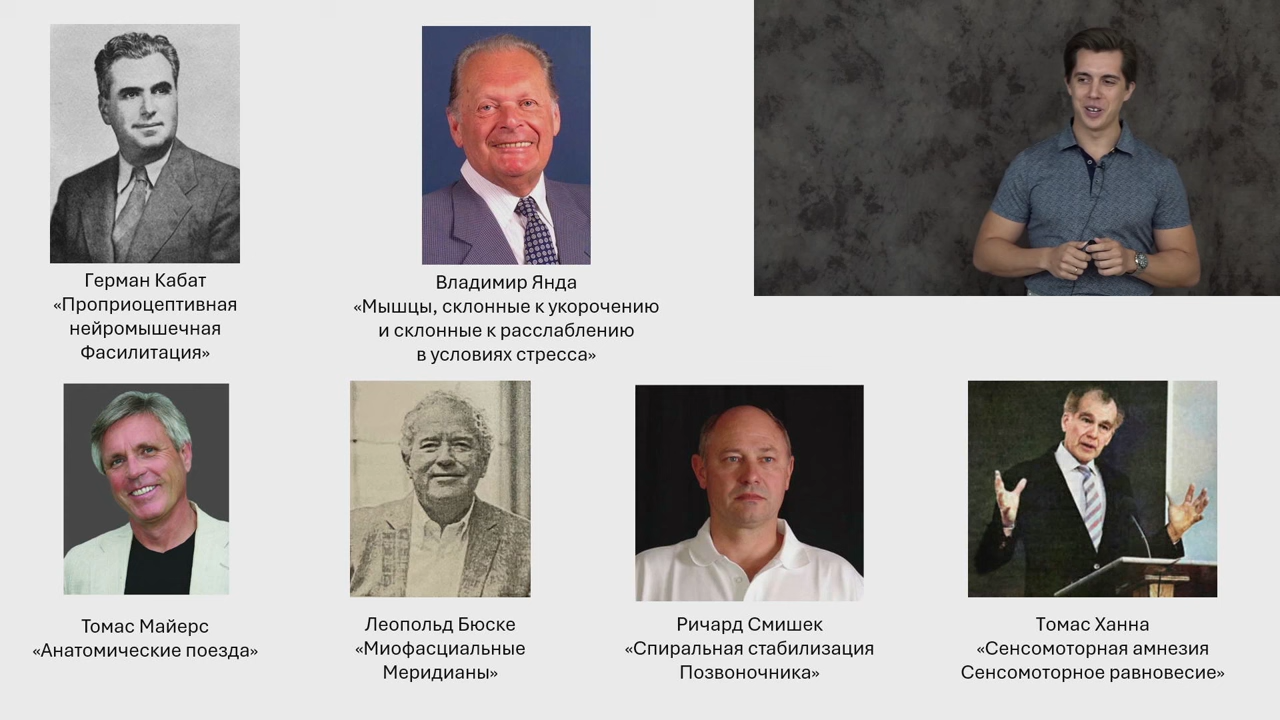 Герман Кабат
«Проприоцептивная
нейромышечная
Фасилитация»
Владимир Янда
«Мышцы, склонные к укорочению
и склонные к расслаблению
в условиях стресса»
Томас Майерс
«Анатомические поезда»
Леопольд Бюске
«Миофасциальные
Меридианы»
Ричард Смишек
«Спиральная стабилизация
Позвоночника»
Томас Ханна
«Сенсомоторная амнезия
Сенсомоторное равновесие»